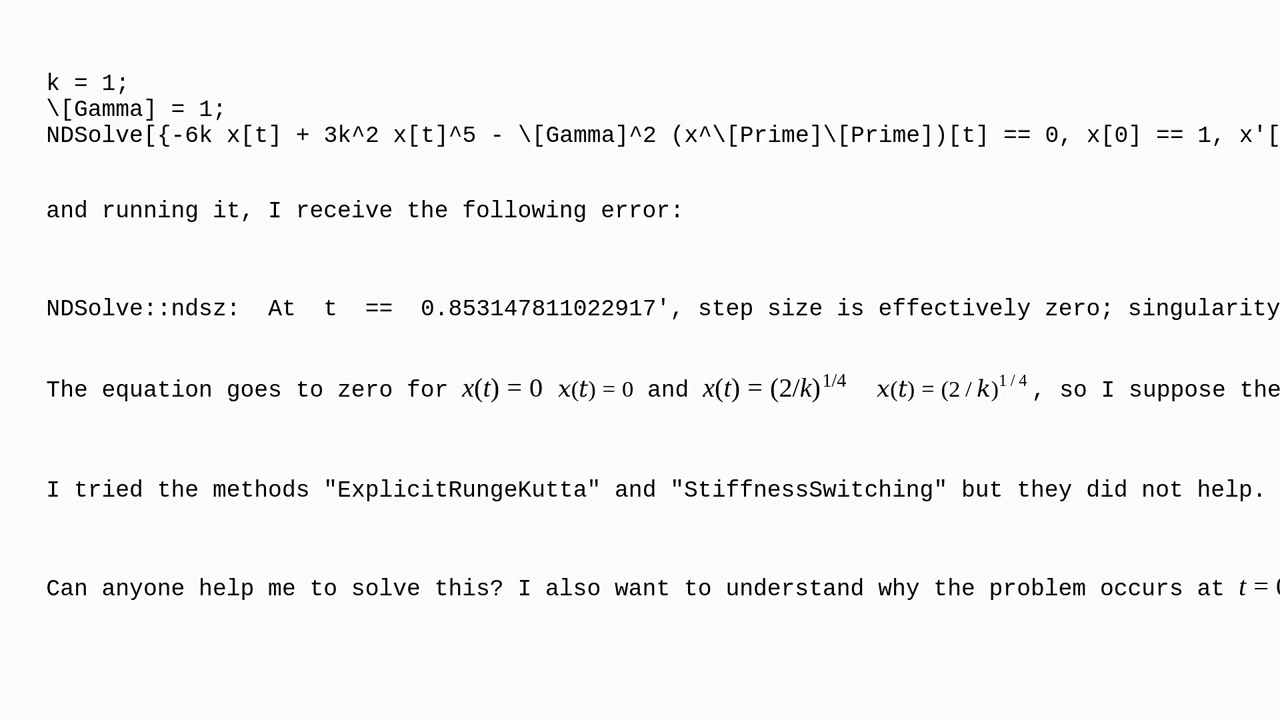 k = 1;
\[Gamma] = 1;
NDSolve[{-6k x[t] + 3k^2 x[t]^5 - \[Gamma]^2 (x^\[Prime]\[Prime])[t] == 0, x[0] == 1, x'[
and running it, I receive the following error:
NDSolve::ndsz:  At  t  ==  0.853147811022917', step size is effectively zero; singularity
The equation goes to zero for x(t) = 0 x(t) = 0 and x(t) = (2/k)^{1/4} x(t) = (2 / k)^{1 / 4}, so I suppose the
I tried the methods "ExplicitRungeKutta" and "StiffnessSwitching" but they did not help.
Can anyone help me to solve this? I also want to understand why the problem occurs at t =